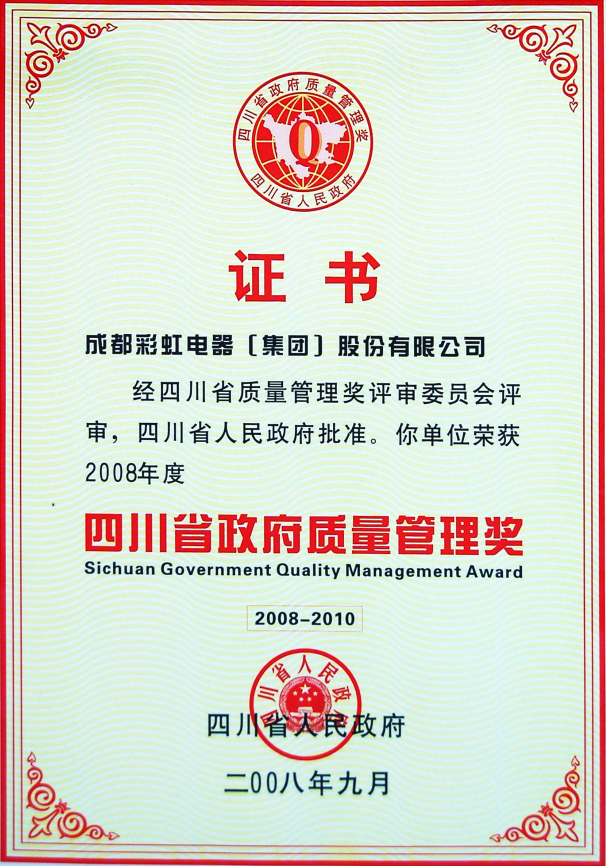 四川省政府质量管理奖
Q
四川省人民政府
证书
成都彩虹电器〔集团〕股份有限公司
经四川省质量管理奖评审委员会评
审，四川省人民政府批准。你单位荣获
2008年度
四川省政府质量管理奖
Sichuan Government Quality Management Award
2008-2010
四川省人民政府
四川省人民政府
二00八年九月